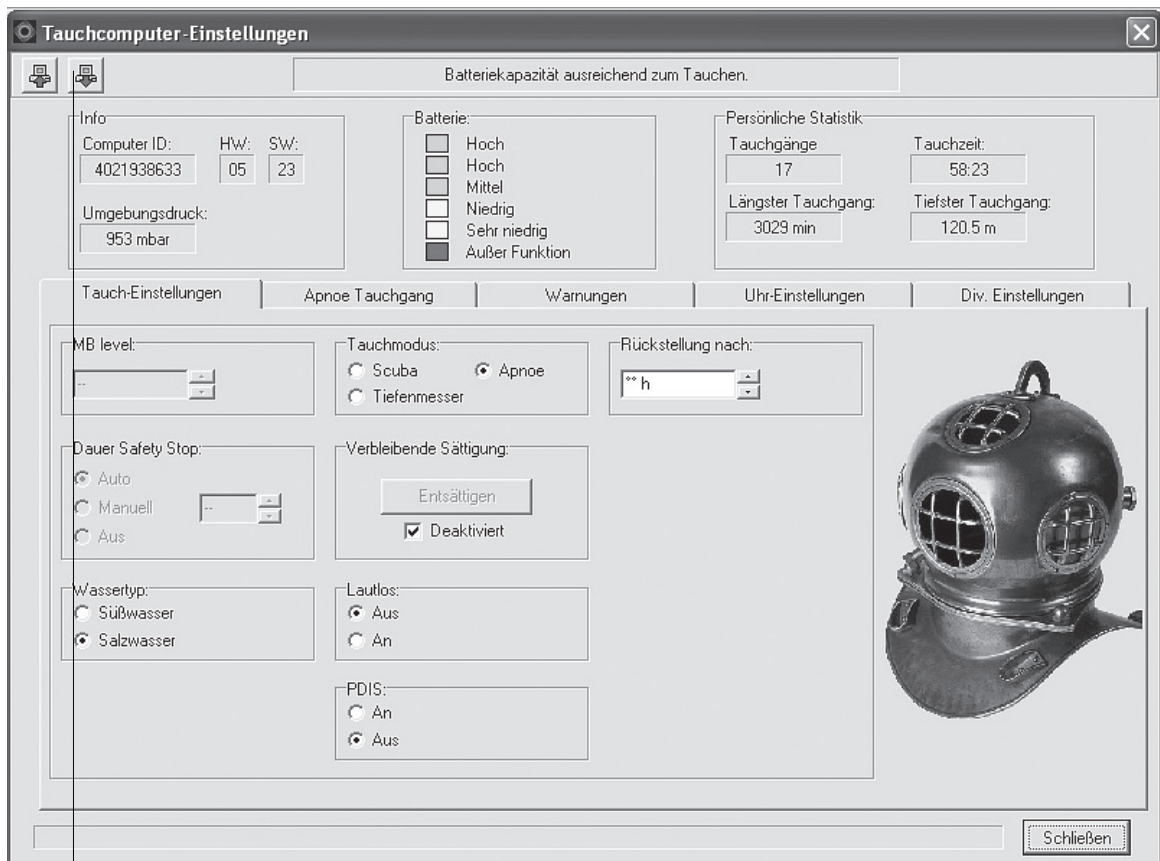 Tauchcomputer-Einstellungen
Batteriekapazität ausreichend zum Tauchen.
Info
Computer ID: HW: SW:
4021938633 05 23
Umgebungsdruck:
953 mbar
Batterie:
Hoch
Hoch
Mittel
Niedrig
Sehr niedrig
Außer Funktion
Persönliche Statistik
Tauchgänge Tauchzeit:
17 58:23
Längster Tauchgang: Tiefster Tauchgang:
3029 min 120.5 m
Tauch-Einstellungen Apnoe Tauchgang Warnungen Uhr-Einstellungen Div. Einstellungen
MB level:
--
Tauchmodus:
Scuba Apnoe
Tiefenmesser
Rückstellung nach:
** h
Dauer Safety Stop:
Auto
Manuell --
Aus
Verbleibende Sättigung:
Entsättigen
Deaktiviert
Wassertyp:
Süßwasser
Salzwasser
Lautlos:
Aus
An
PDIS:
An
Aus
Schließen